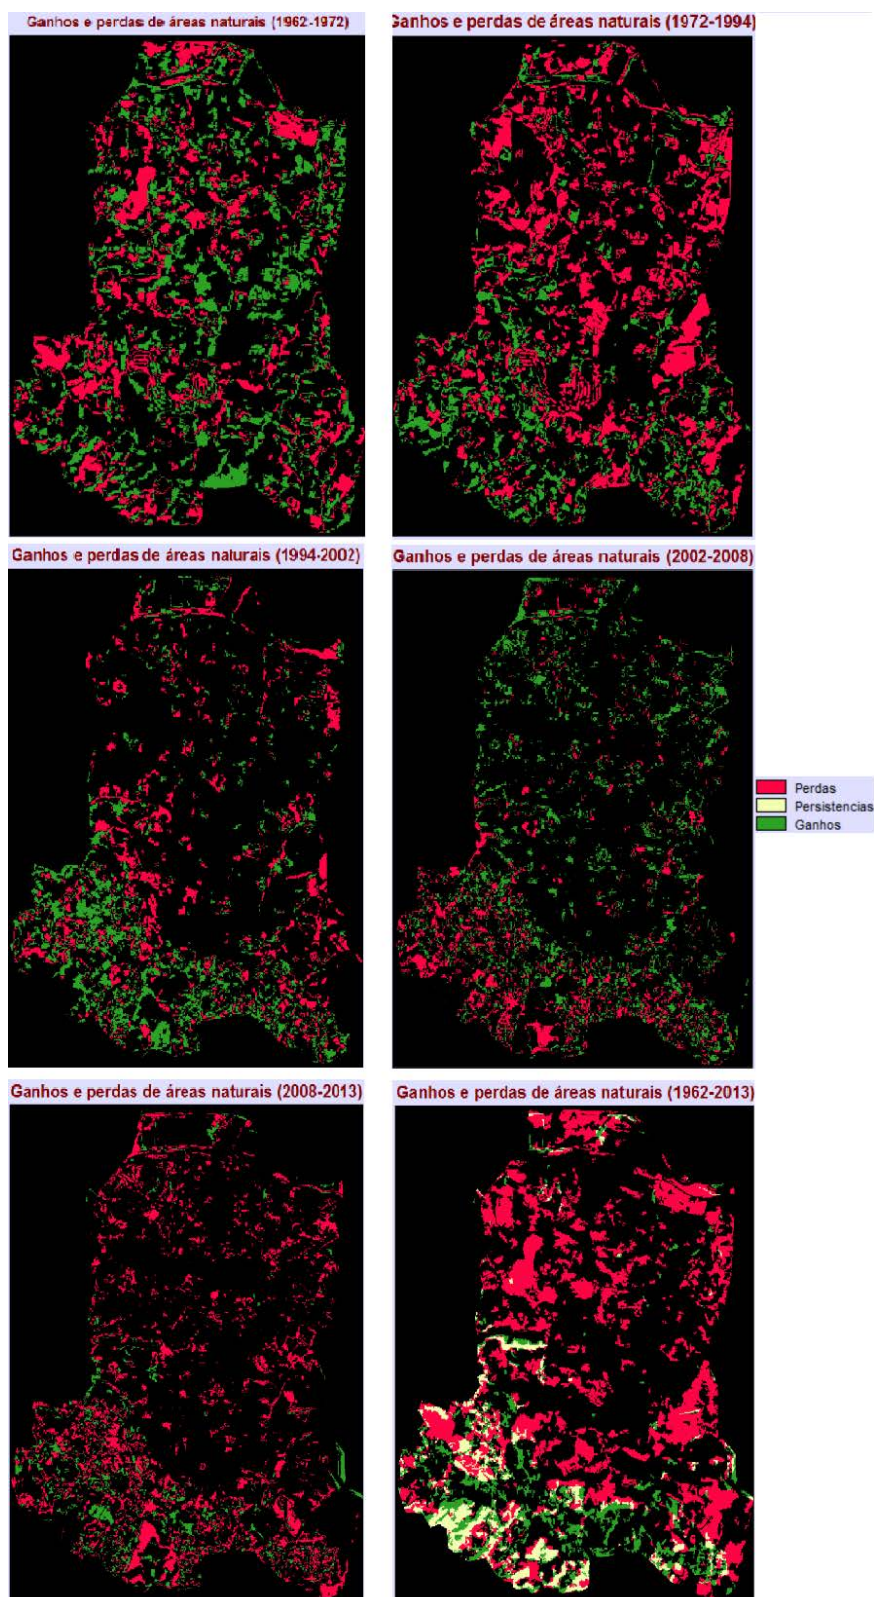 Ganhos e perdas de áreas naturais (1962-1972)
Ganhos e perdas de áreas naturais (1972-1994)
Ganhos e perdas de áreas naturais (1994-2002)
Ganhos e perdas de áreas naturais (2002-2008)
Perdas
Persistencias
Ganhos
Ganhos e perdas de áreas naturais (2008-2013)
Ganhos e perdas de áreas naturais (1962-2013)